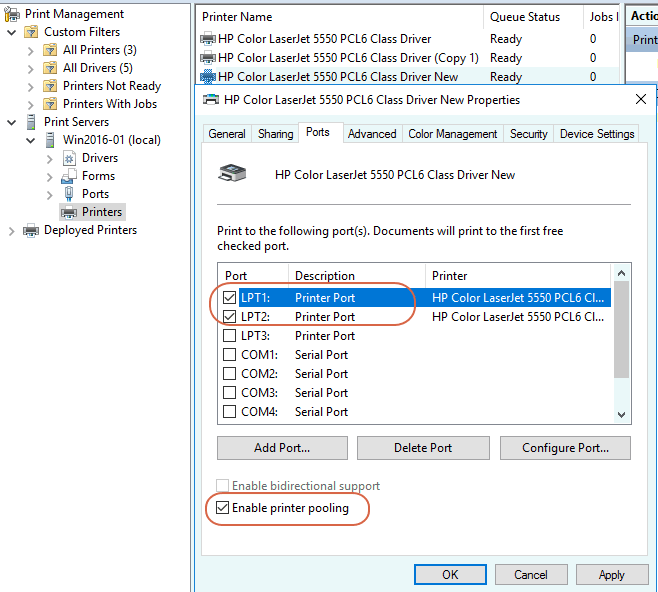 Print Management
Custom Filters
All Printers (3)
All Drivers (5)
Printers Not Ready
Printers With Jobs
Print Servers
Win2016-01 (local)
Drivers
Forms
Ports
Printers
Deployed Printers
Printer Name Queue Status Jobs I
HP Color LaserJet 5550 PCL6 Class Driver Ready 0
HP Color LaserJet 5550 PCL6 Class Driver (Copy 1) Ready 0
HP Color LaserJet 5550 PCL6 Class Driver New Ready 0
Actio
Print
HP Color LaserJet 5550 PCL6 Class Driver New Properties
General Sharing Ports Advanced Color Management Security Device Settings
HP Color LaserJet 5550 PCL6 Class Driver New
Print to the following port(s). Documents will print to the first free
checked port.
Port Description Printer
LPT1: Printer Port HP Color LaserJet 5550 PCL6 Cl...
LPT2: Printer Port HP Color LaserJet 5550 PCL6 Cl...
LPT3: Printer Port
COM1: Serial Port
COM2: Serial Port
COM3: Serial Port
COM4: Serial Port
Add Port... Delete Port Configure Port...
Enable bidirectional support
Enable printer pooling
OK Cancel Apply